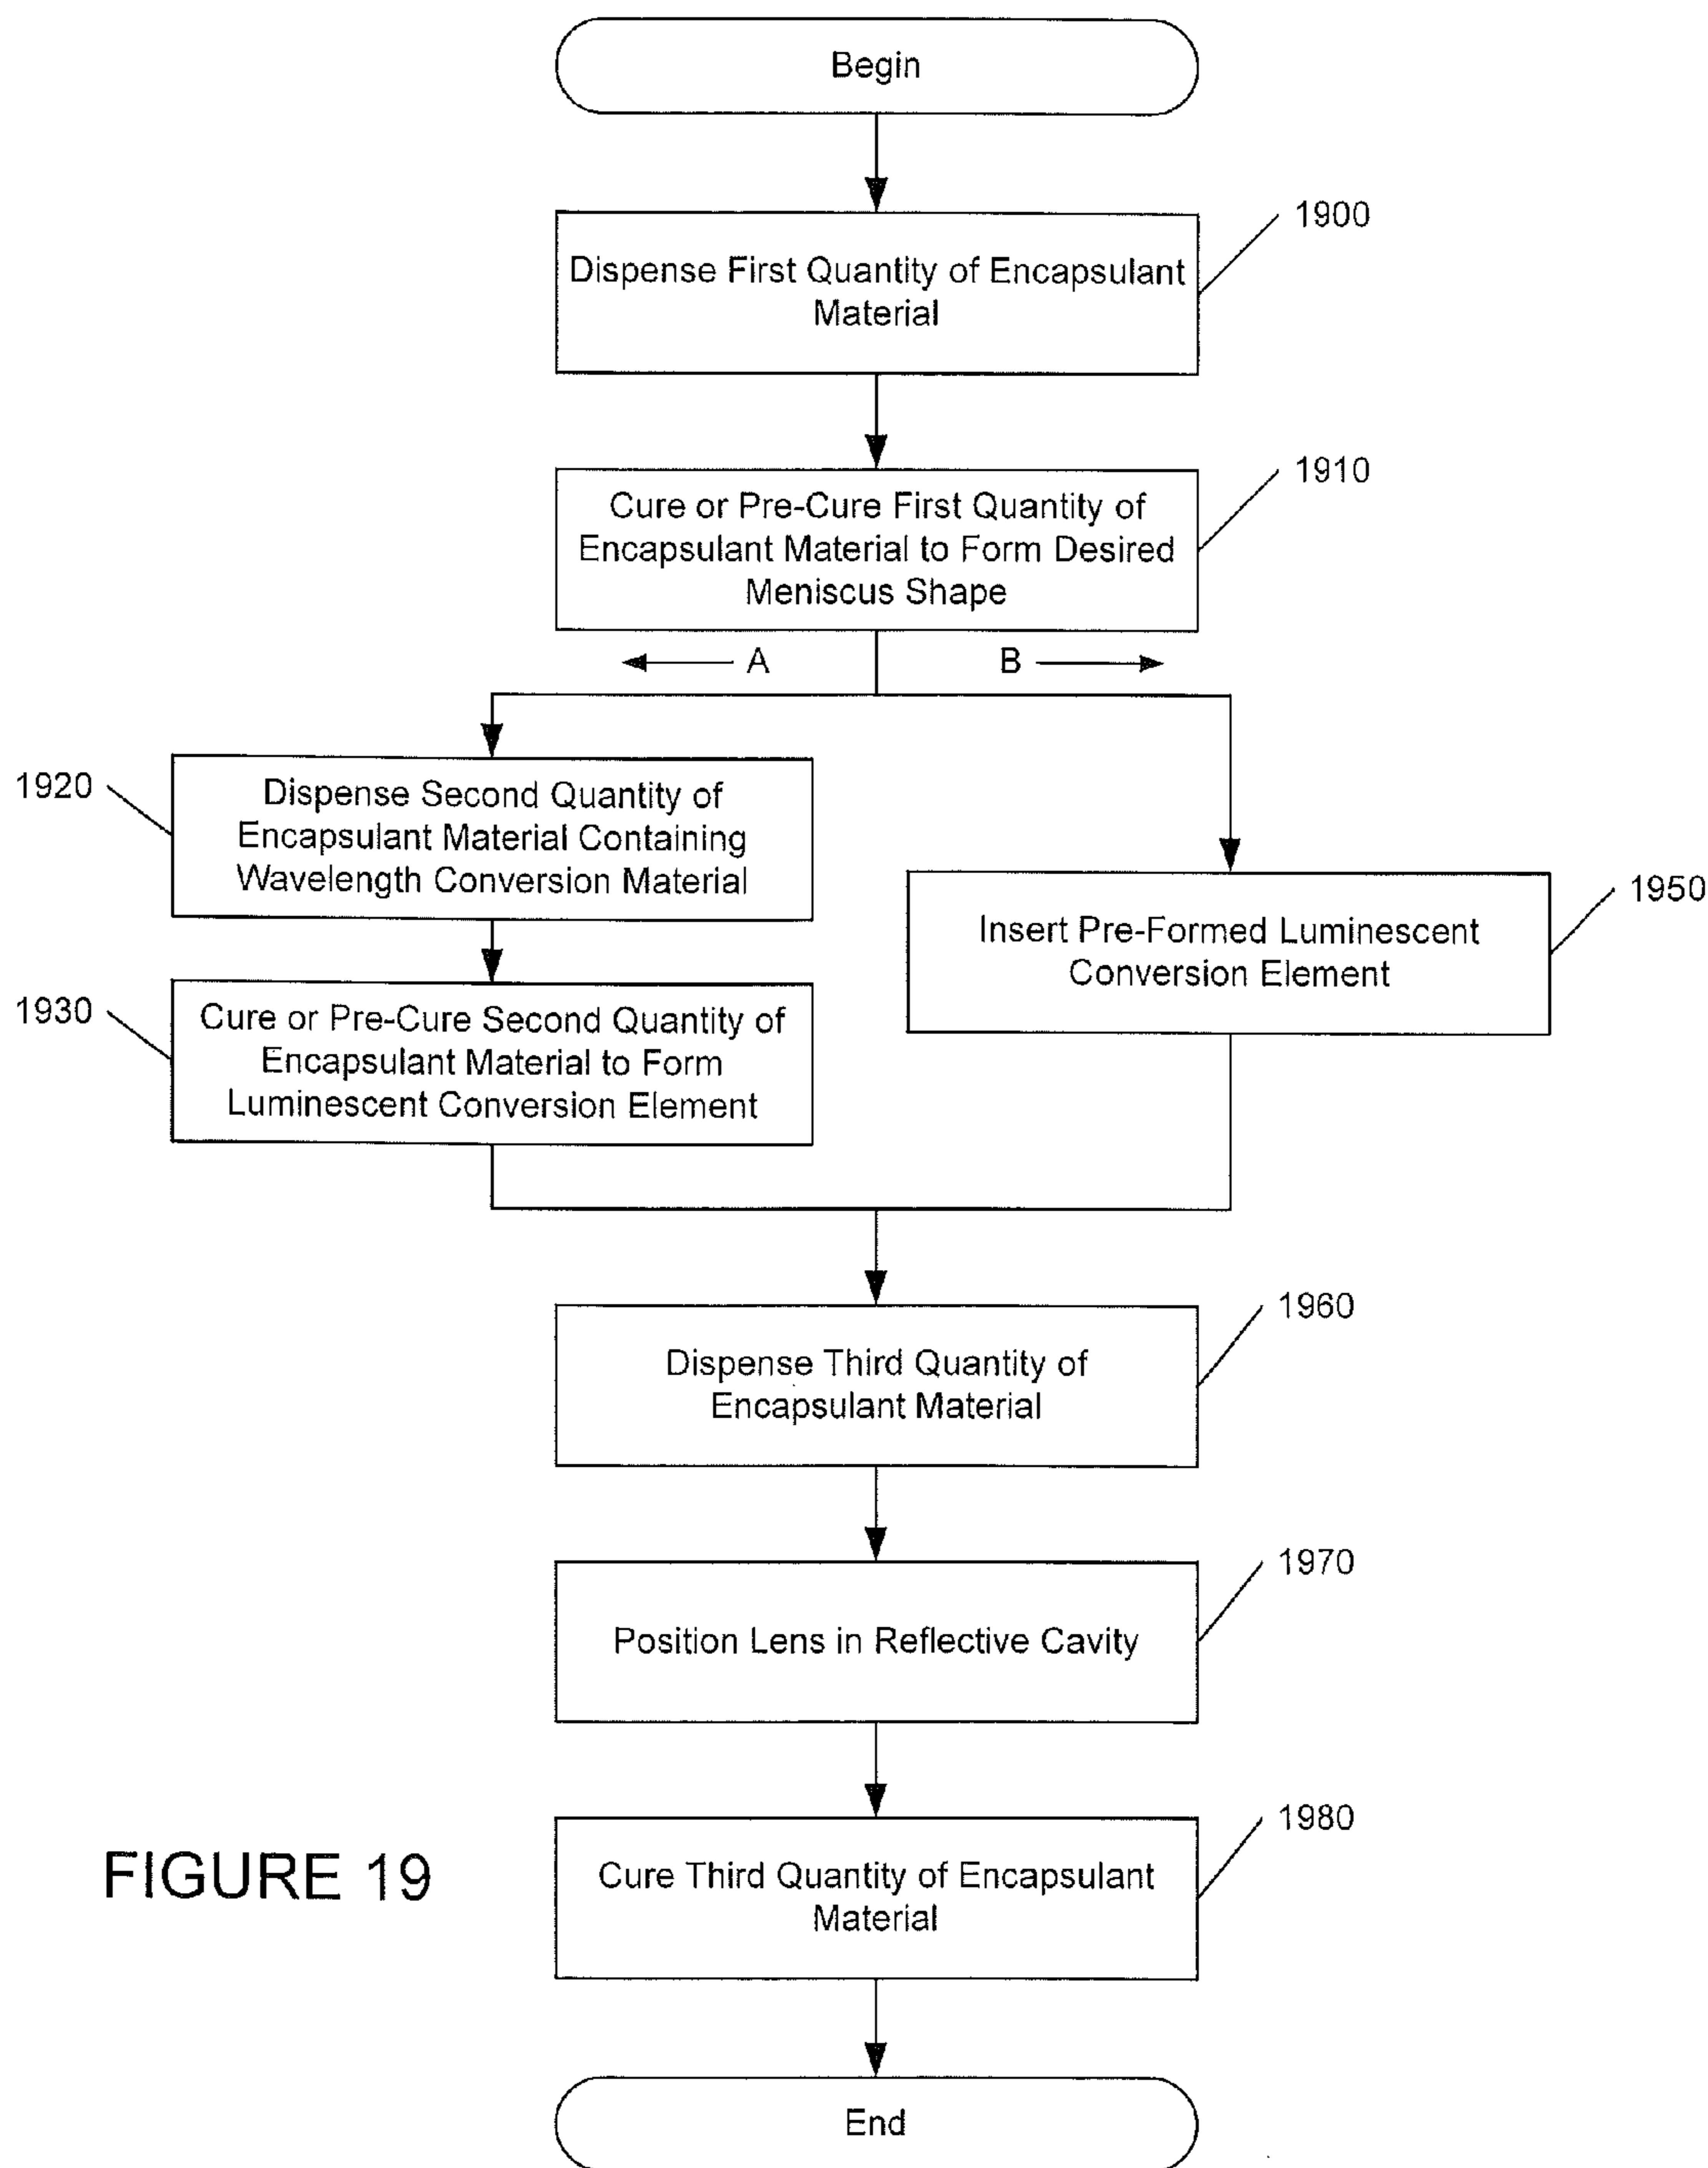 Begin
1900
Dispense First Quantity of Encapsulant
Material
1910
Cure or Pre-Cure First Quantity of
Encapsulant Material to Form Desired
Meniscus Shape
A
B
1920
Dispense Second Quantity of
Encapsulant Material Containing
Wavelength Conversion Material
1950
Insert Pre-Formed Luminescent
Conversion Element
1930
Cure or Pre-Cure Second Quantity of
Encapsulant Material to Form
Luminescent Conversion Element
1960
Dispense Third Quantity of
Encapsulant Material
1970
Position Lens in Reflective Cavity
1980
Cure Third Quantity of Encapsulant
Material
FIGURE 19
End